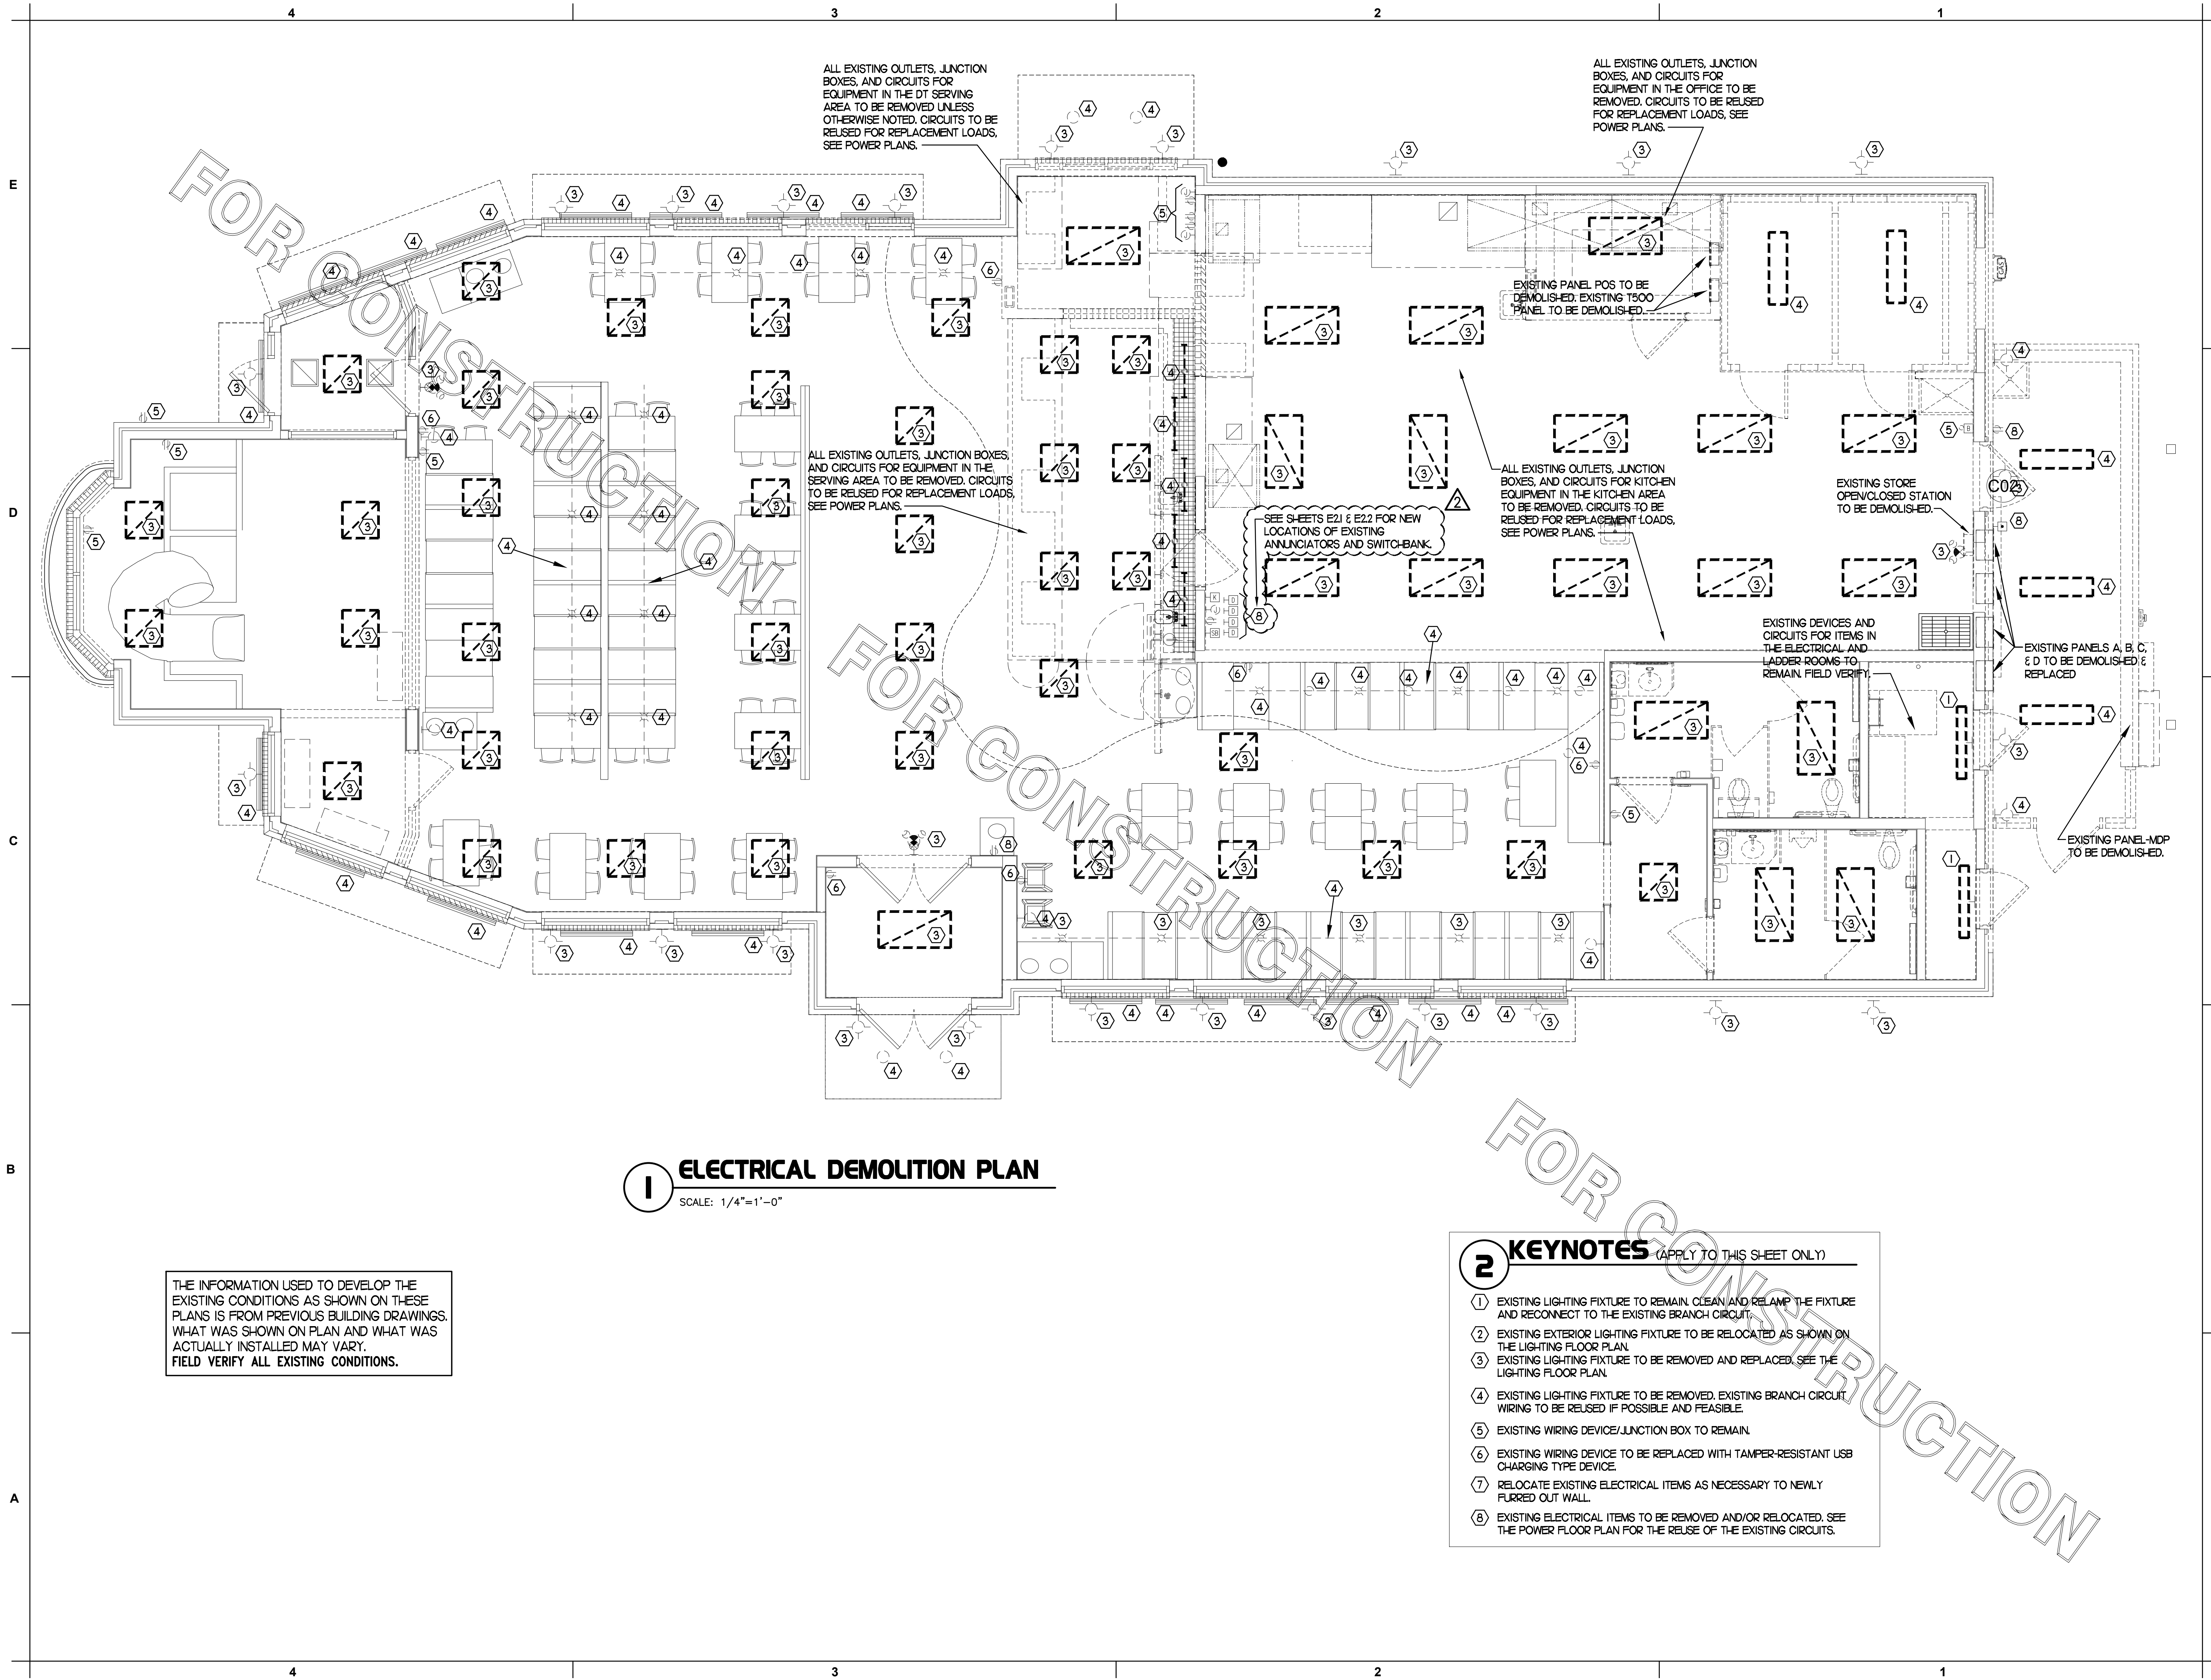 4 3 2 1
ALL EXISTING OUTLETS, JUNCTION
BOXES, AND CIRCUITS FOR
EQUIPMENT IN THE DT SERVING
AREA TO BE REMOVED UNLESS
OTHERWISE NOTED. CIRCUITS TO BE
REUSED FOR REPLACEMENT LOADS,
SEE POWER PLANS.
ALL EXISTING OUTLETS, JUNCTION
BOXES, AND CIRCUITS FOR
EQUIPMENT IN THE OFFICE TO BE
REMOVED. CIRCUITS TO BE REUSED
FOR REPLACEMENT LOADS, SEE
POWER PLANS.
E
FOR CONSTRUCTION
EXISTING PANEL POS TO BE
DEMOLISHED. EXISTING T500
PANEL TO BE DEMOLISHED.
ALL EXISTING OUTLETS, JUNCTION BOXES,
AND CIRCUITS FOR EQUIPMENT IN THE
SERVING AREA TO BE REMOVED. CIRCUITS
TO BE REUSED FOR REPLACEMENT LOADS,
SEE POWER PLANS.
ALL EXISTING OUTLETS, JUNCTION
BOXES, AND CIRCUITS FOR KITCHEN
EQUIPMENT IN THE KITCHEN AREA
TO BE REMOVED. CIRCUITS TO BE
REUSED FOR REPLACEMENT LOADS,
SEE POWER PLANS.
2
EXISTING STORE
OPEN/CLOSED STATION
TO BE DEMOLISHED.
CO2
D
SEE SHEETS E2.1 & E2.2 FOR NEW
LOCATIONS OF EXISTING
ANNUNCIATORS AND SWITCHBANK.
8
K D
D
D
SB D
EXISTING DEVICES AND
CIRCUITS FOR ITEMS IN
THE ELECTRICAL AND
LADDER ROOMS TO
REMAIN. FIELD VERIFY.
EXISTING PANELS A, B, C,
& D TO BE DEMOLISHED &
REPLACED
FOR CONSTRUCTION
C
EXISTING PANEL-MDP
TO BE DEMOLISHED.
B
1 ELECTRICAL DEMOLITION PLAN
SCALE: 1/4"=1'-0"
FOR CONSTRUCTION
THE INFORMATION USED TO DEVELOP THE
EXISTING CONDITIONS AS SHOWN ON THESE
PLANS IS FROM PREVIOUS BUILDING DRAWINGS.
WHAT WAS SHOWN ON PLAN AND WHAT WAS
ACTUALLY INSTALLED MAY VARY.
FIELD VERIFY ALL EXISTING CONDITIONS.
2 KEYNOTES (APPLY TO THIS SHEET ONLY)
1 EXISTING LIGHTING FIXTURE TO REMAIN. CLEAN AND RELAMP THE FIXTURE
AND RECONNECT TO THE EXISTING BRANCH CIRCUIT.
2 EXISTING EXTERIOR LIGHTING FIXTURE TO BE RELOCATED AS SHOWN ON
THE LIGHTING FLOOR PLAN.
3 EXISTING LIGHTING FIXTURE TO BE REMOVED AND REPLACED. SEE THE
LIGHTING FLOOR PLAN.
4 EXISTING LIGHTING FIXTURE TO BE REMOVED. EXISTING BRANCH CIRCUIT
WIRING TO BE REUSED IF POSSIBLE AND FEASIBLE.
5 EXISTING WIRING DEVICE/JUNCTION BOX TO REMAIN.
6 EXISTING WIRING DEVICE TO BE REPLACED WITH TAMPER-RESISTANT USB
CHARGING TYPE DEVICE.
7 RELOCATE EXISTING ELECTRICAL ITEMS AS NECESSARY TO NEWLY
FURRED OUT WALL.
8 EXISTING ELECTRICAL ITEMS TO BE REMOVED AND/OR RELOCATED. SEE
THE POWER FLOOR PLAN FOR THE REUSE OF THE EXISTING CIRCUITS.
A
4 3 2 1